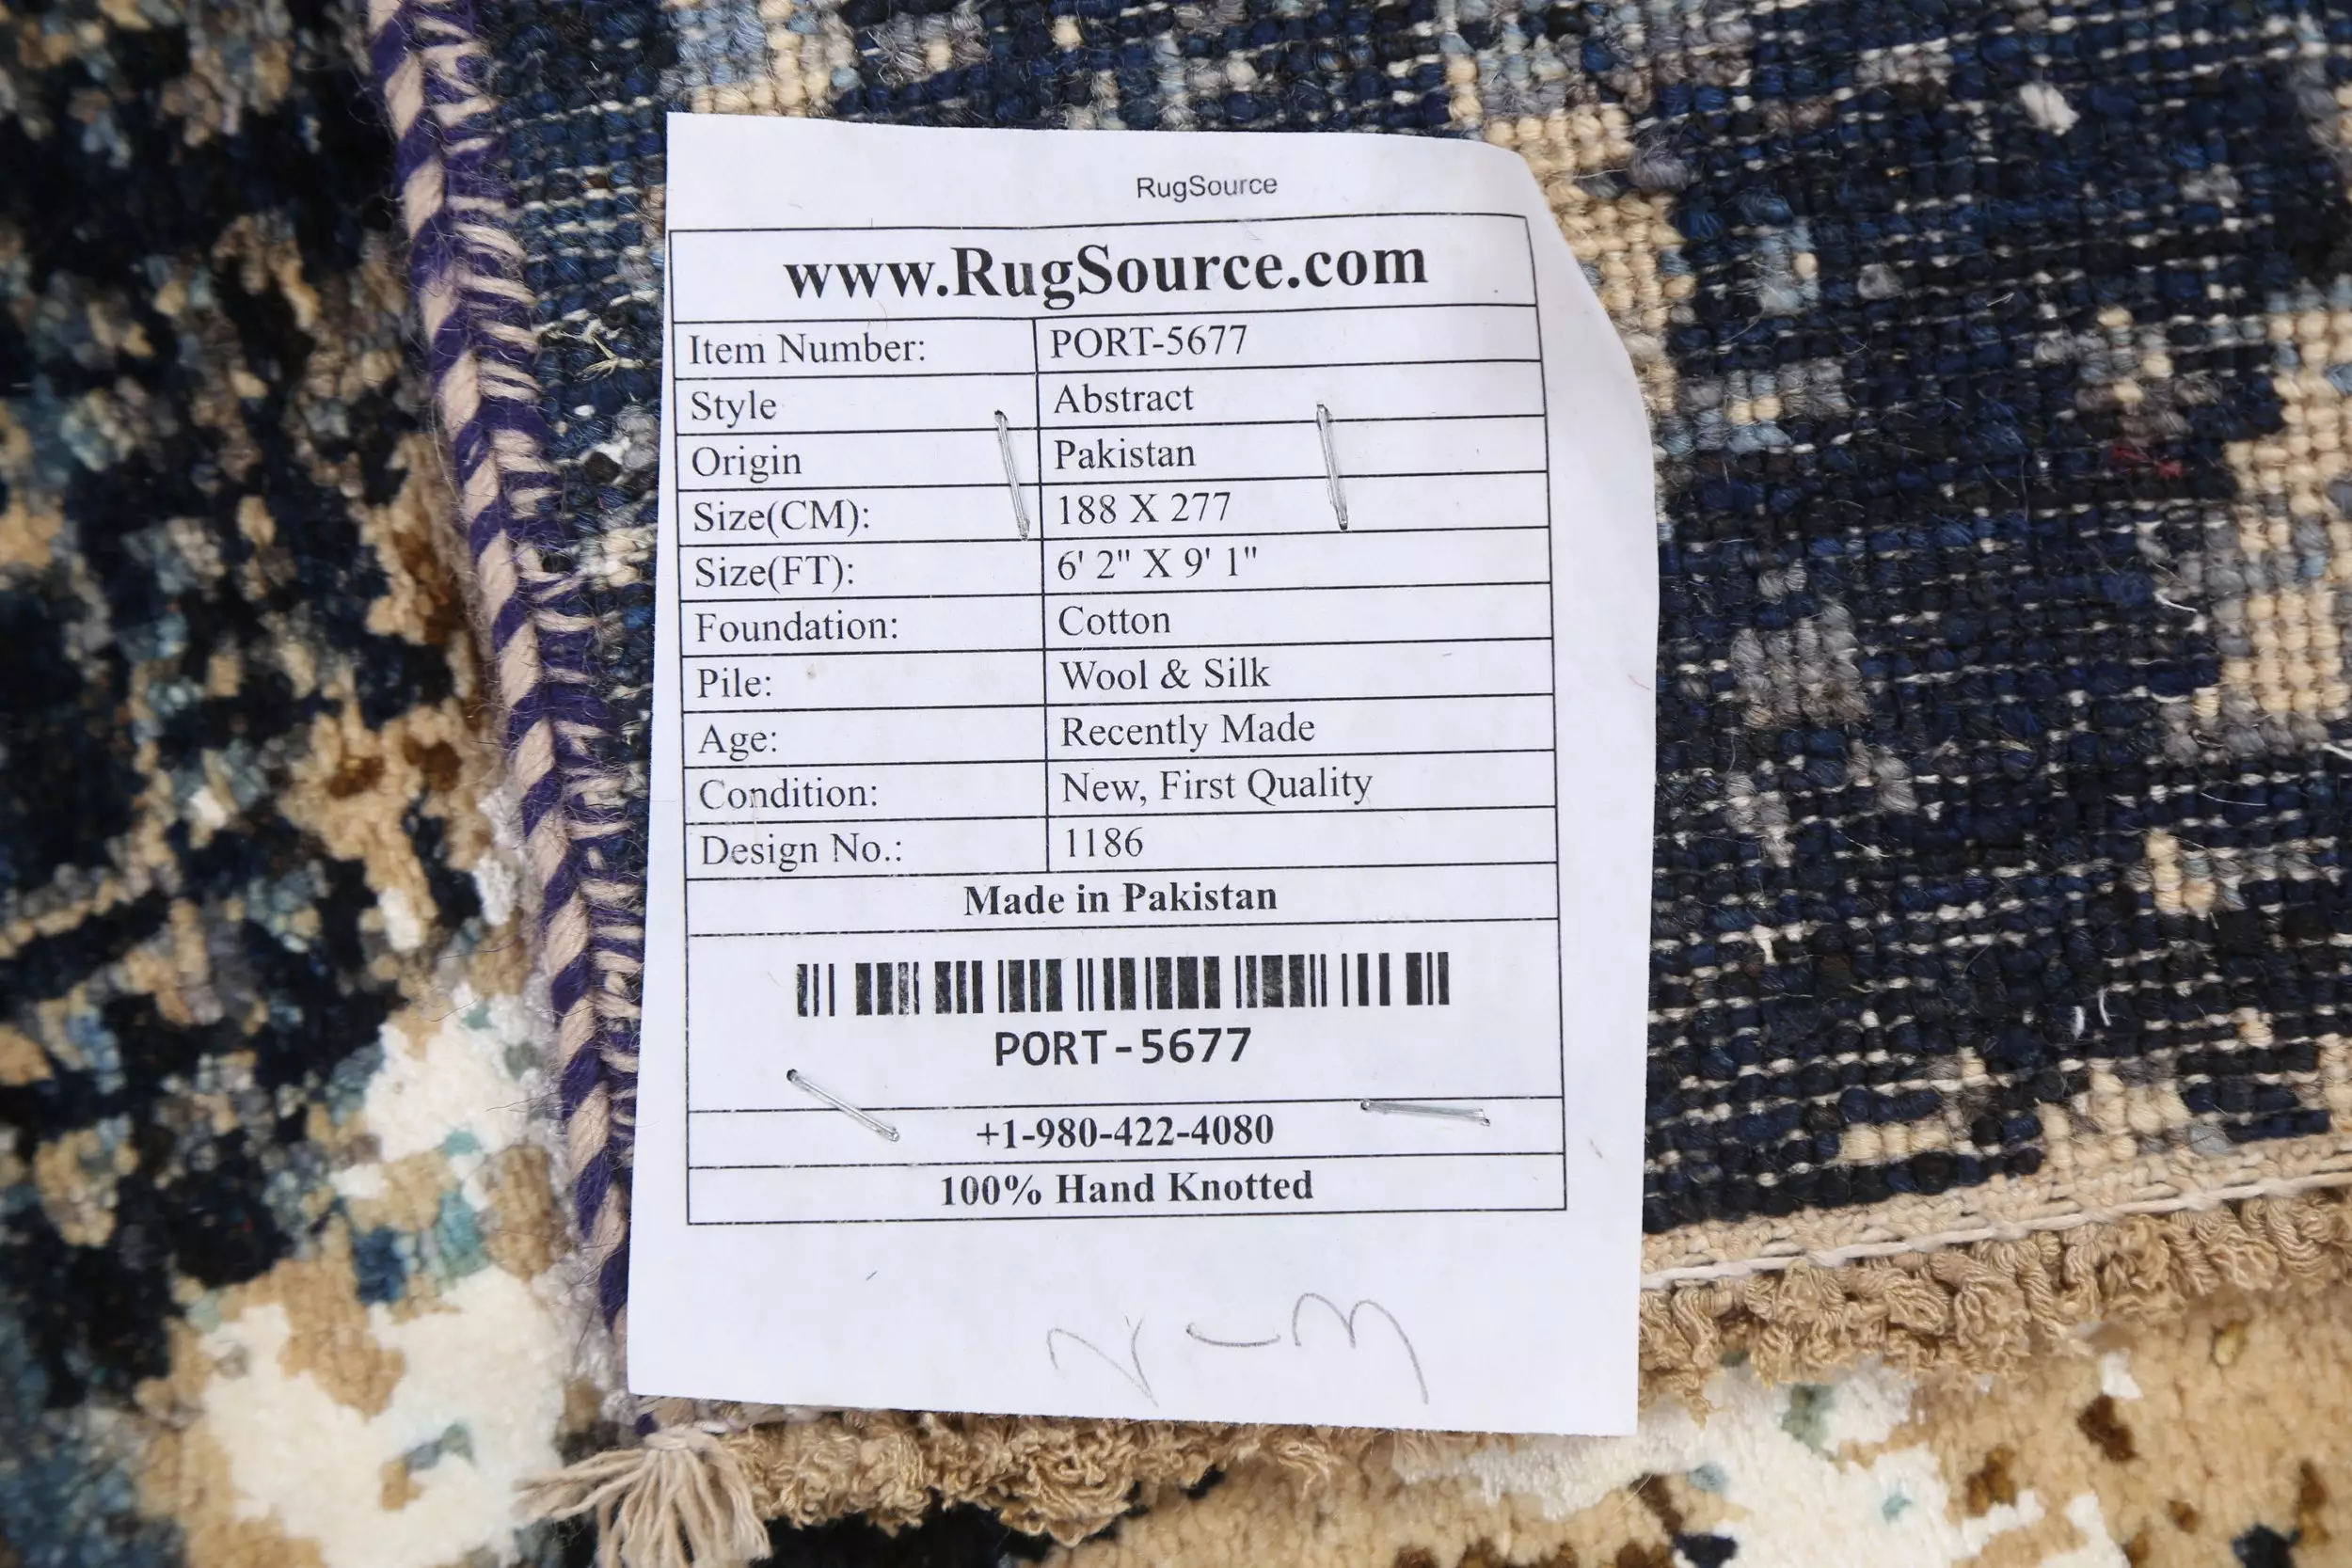 RugSource
www.RugSource.com
Item Number: PORT-5677
Style Abstract
Origin Pakistan
Size(CM): 188 X 277
Size(FT): 6' 2" X 9' 1"
Foundation: Cotton
Pile: Wool & Silk
Age: Recently Made
Condition: New, First Quality
Design No.: 1186
Made in Pakistan
PORT-5677
+1-980-422-4080
100% Hand Knotted